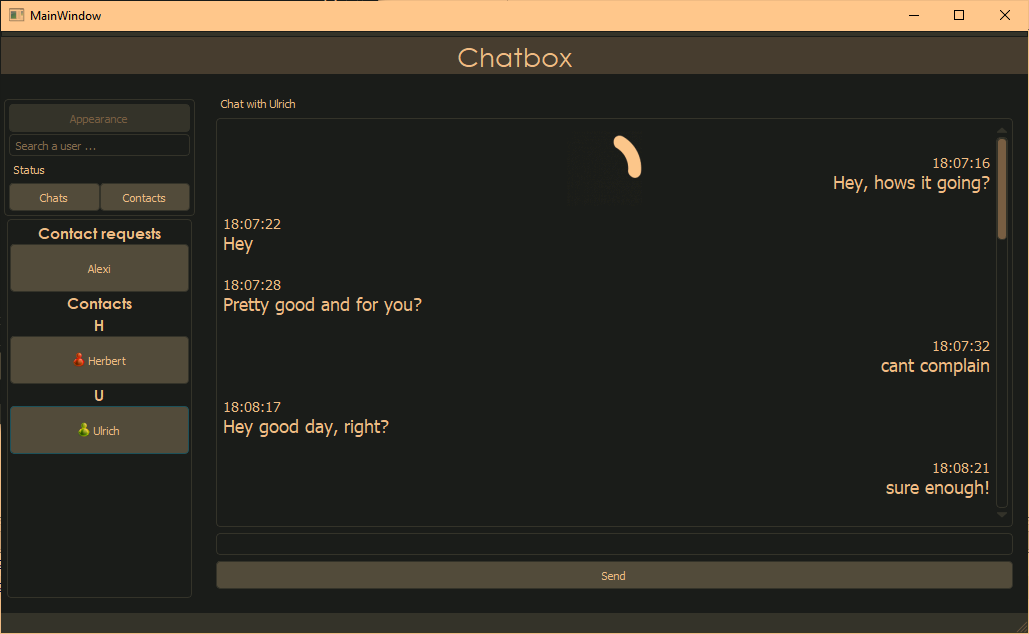 MainWindow
Chatbox
Appearance
Search a user ...
Status
Chats Contacts
Contact requests
Alexi
Contacts
H
Herbert
U
Ulrich
Chat with Ulrich
18:07:16
Hey, hows it going?
18:07:22
Hey
18:07:28
Pretty good and for you?
18:07:32
cant complain
18:08:17
Hey good day, right?
18:08:21
sure enough!
Send